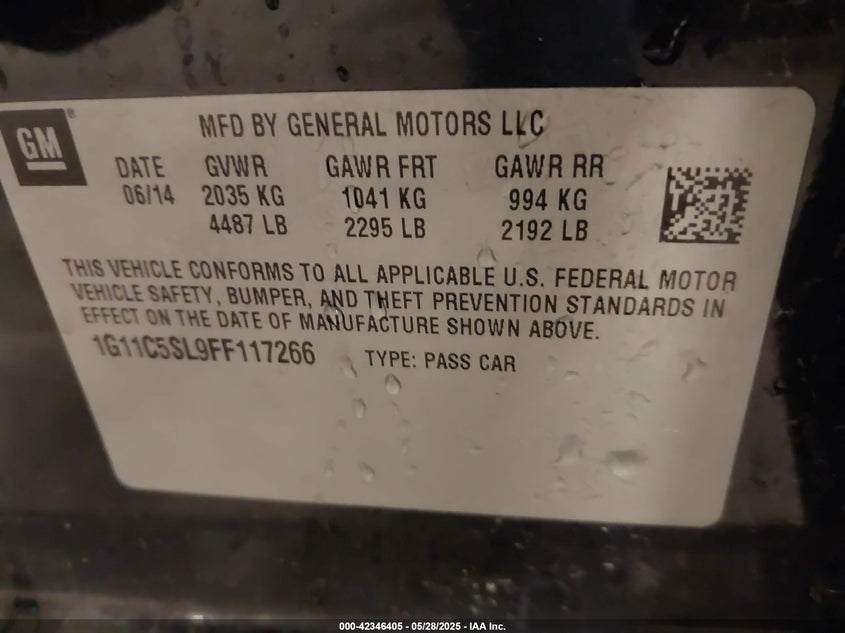 GM®
MFD BY GENERAL MOTORS LLC
DATE GVWR GAWR FRT GAWR RR
06/14 2035 KG 1041 KG 994 KG
4487 LB 2295 LB 2192 LB
THIS VEHICLE CONFORMS TO ALL APPLICABLE U.S. FEDERAL MOTOR
VEHICLE SAFETY, BUMPER, AND THEFT PREVENTION STANDARDS IN
EFFECT ON THE DATE OF MANUFACTURE SHOWN ABOVE.
1G11C5SL9FF117266 TYPE: PASS CAR
000-42346405 - 05/28/2025 - IAA Inc.